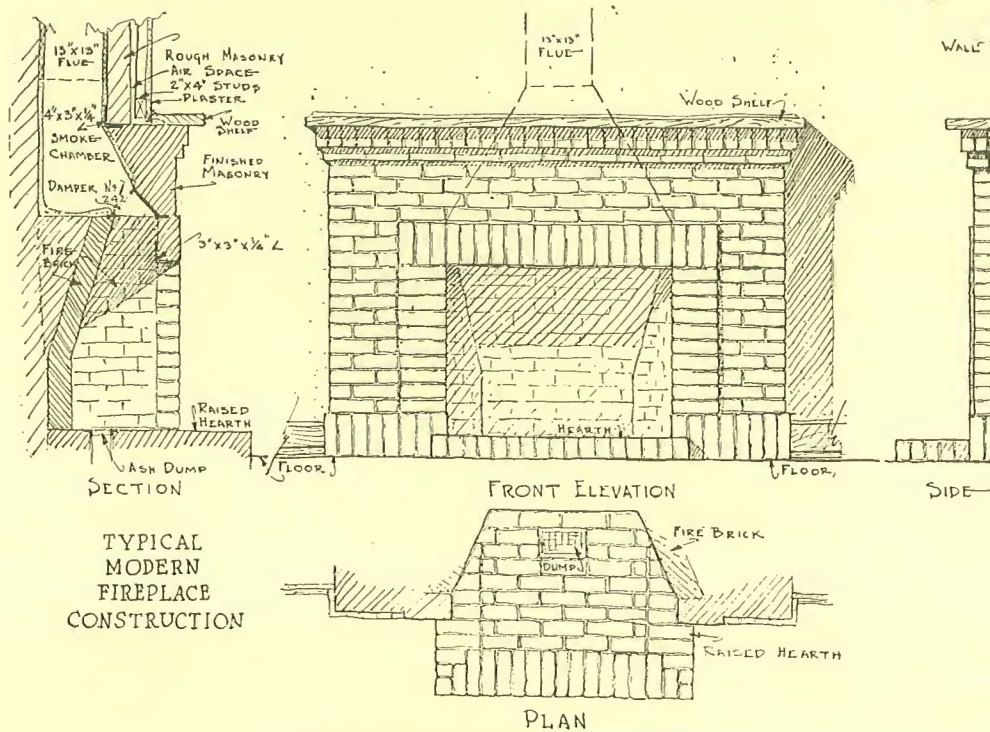 13"X13"
FLUE
ROUGH MASONRY
AIR SPACE
2"X4" STUDS
PLASTER
4"X3"X¼"
L
WOOD
SHELF
SMOKE
CHAMBER
FINISHED
MASONRY
DAMPER No
242
3"X3"X¼" L
FIRE
BRICK
RAISED
HEARTH
ASH DUMP
SECTION
13"X13"
FLUE
WOOD SHELF
HEARTH
FLOOR
FLOOR
FRONT ELEVATION
WALL
SIDE
TYPICAL
MODERN
FIREPLACE
CONSTRUCTION
FIRE BRICK
DUMP
RAISED HEARTH
PLAN